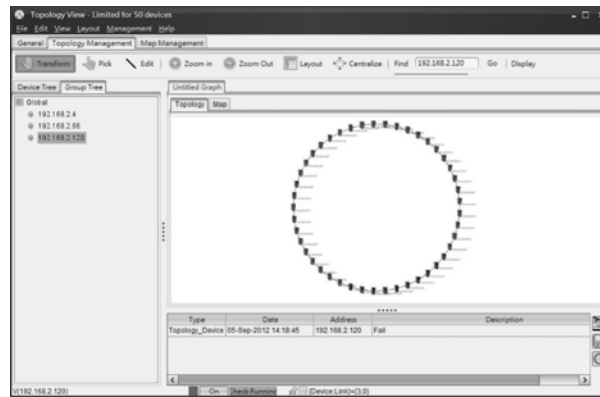 Topology View - Limited for 50 devices
File Edit View Layout Management Help
General Topology Management Map Management
Transform Pick Edit Zoom in Zoom Out Layout Centralize Find 192.168.2.120 Go Display
Device Tree Group Tree
Untitled Graph
Global
Topology Map
192.168.2.4
192.168.2.66
192.168.2.120
Type Date Address Description
Topology_Device 05-Sep-2012 14:18:45 192.168.2.120 Fail
V(192.168.2.120) On Check Running (Device Link)=(3,0)